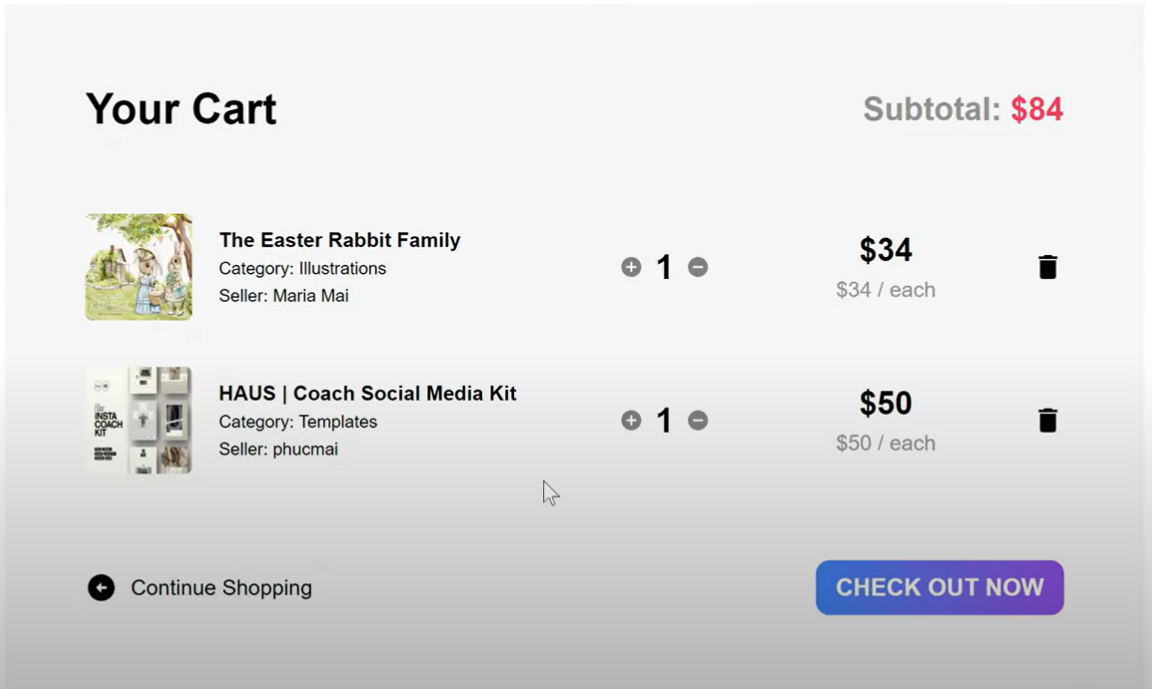 Your Cart
Subtotal: $84
The Easter Rabbit Family
Category: Illustrations
Seller: Maria Mai
1
$34
$34 / each
INSTA
COACH
KIT
HAUS | Coach Social Media Kit
Category: Templates
Seller: phucmai
1
$50
$50 / each
Continue Shopping
CHECK OUT NOW